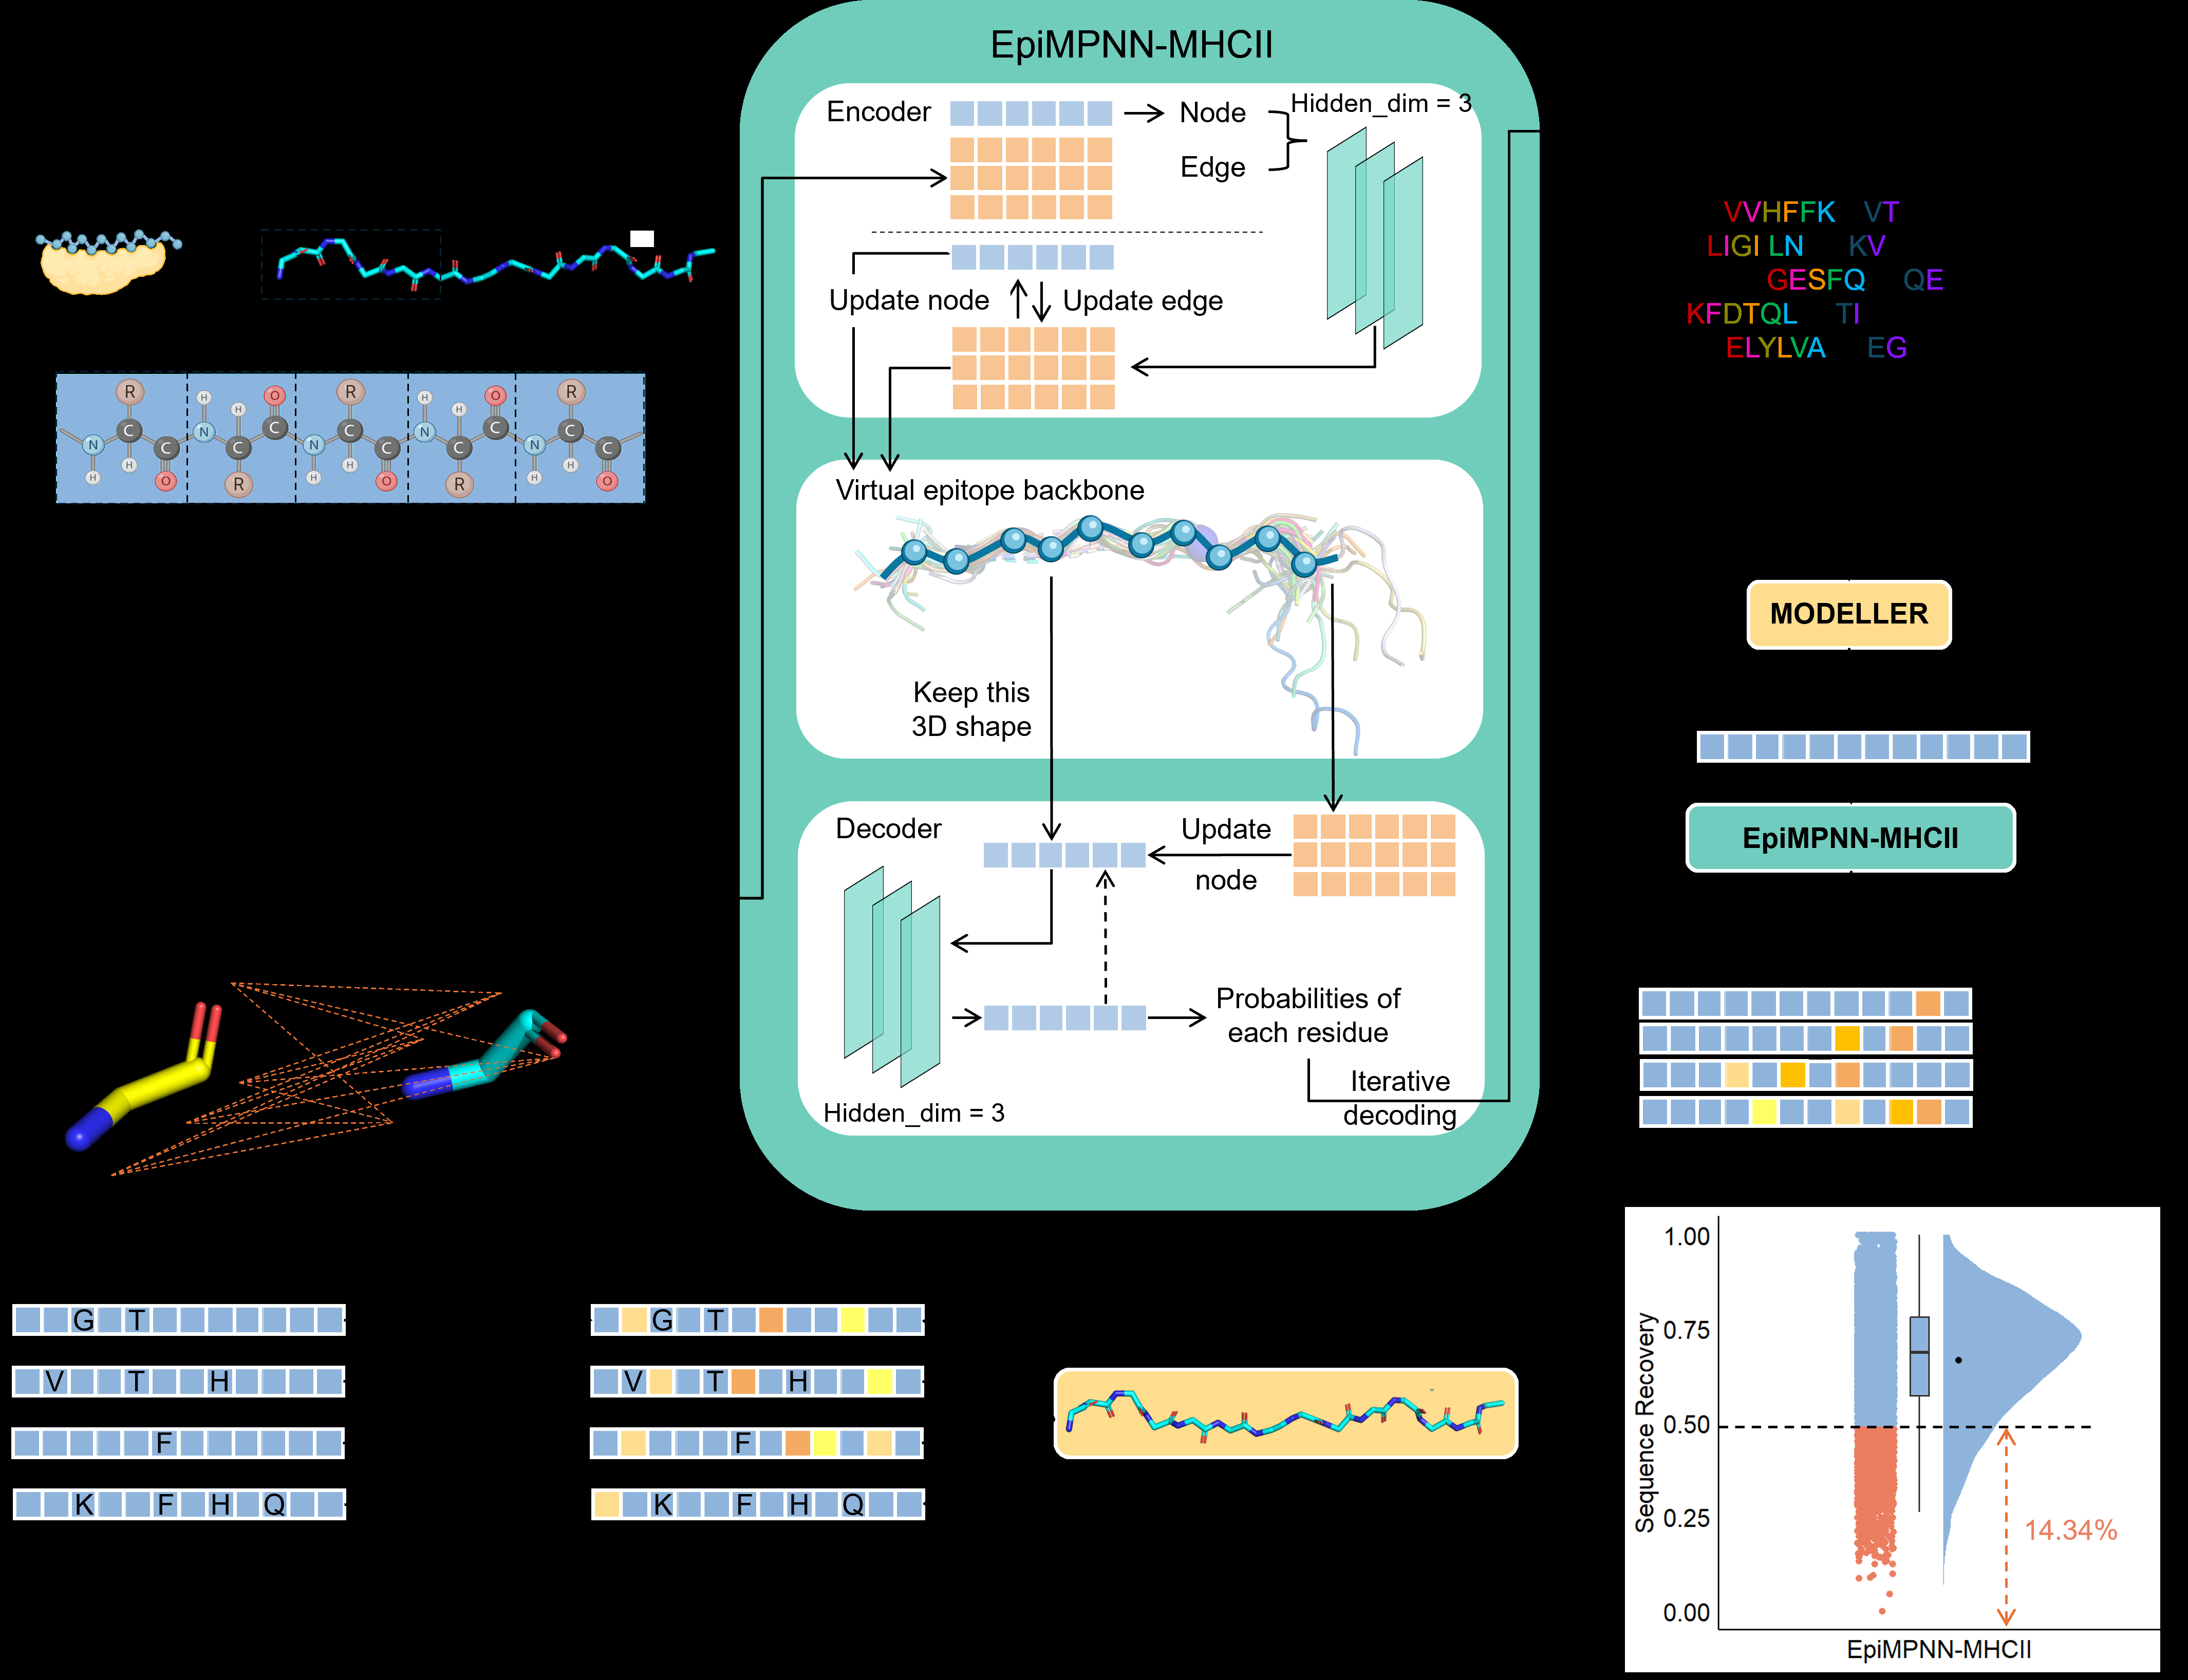 EpiMPNN-MHCII
Encoder
Node
Hidden_dim = 3
Edge
Update node
Update edge
Virtual epitope backbone
Keep this
3D shape
Decoder
Update
node
Probabilities of
each residue
Iterative
decoding
Hidden_dim = 3
R C O R C O R
H H H H
N C C N C C N C C
N C N C
H H H H H
O R O R O
VVHFFK VT
LIGI LN KV
GESFQ QE
KFDTQL TI
ELYLVA EG
MODELLER
EpiMPNN-MHCII
G T
V T H
F
K F H Q
G T
V T H
F
K F H Q
Sequence Recovery
1.00
0.75
0.50
0.25
0.00
14.34%
EpiMPNN-MHCII